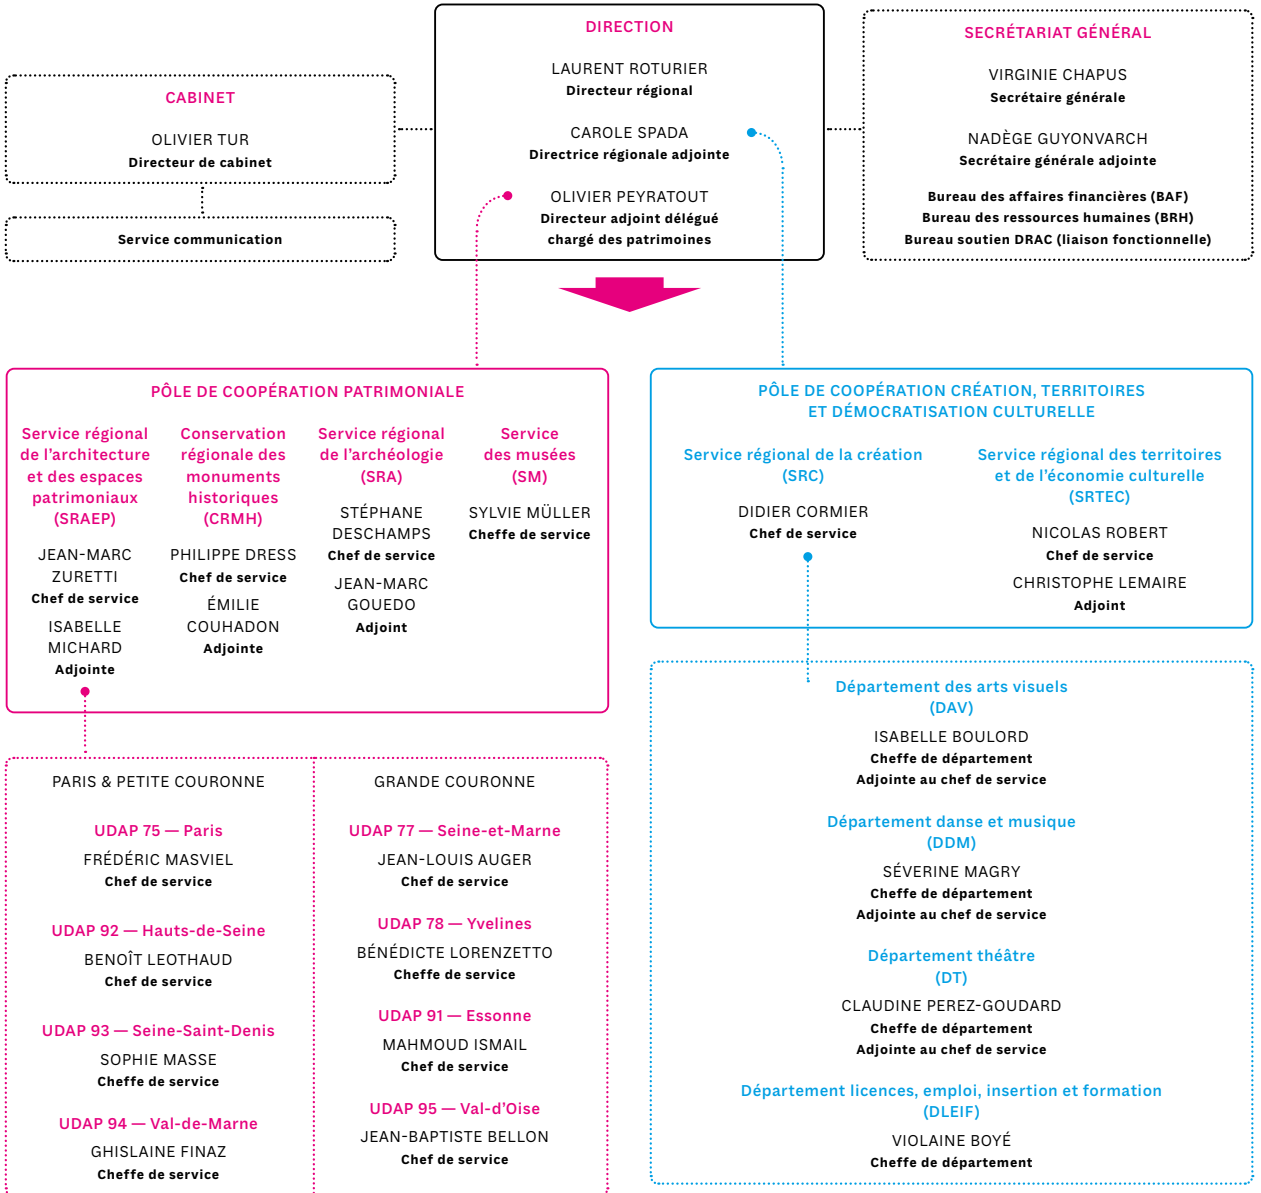 DIRECTION
LAURENT ROTURIER
Directeur régional
CAROLE SPADA
Directrice régionale adjointe
OLIVIER PEYRATOUT
Directeur adjoint délégué
chargé des patrimoines
CABINET
OLIVIER TUR
Directeur de cabinet
Service communication
SECRÉTARIAT GÉNÉRAL
VIRGINIE CHAPUS
Secrétaire générale
NADÈGE GUYONVARCH
Secrétaire générale adjointe
Bureau des affaires financières (BAF)
Bureau des ressources humaines (BRH)
Bureau soutien DRAC (liaison fonctionnelle)
PÔLE DE COOPÉRATION PATRIMONIALE
Service régional
de l’architecture
et des espaces
patrimoniaux
(SRAEP)
JEAN-MARC
ZURETTI
Chef de service
ISABELLE
MICHARD
Adjointe
Conservation
régionale des
monuments
historiques
(CRMH)
PHILIPPE DRESS
Chef de service
ÉMILIE
COUHADON
Adjointe
Service régional
de l’archéologie
(SRA)
STÉPHANE
DESCHAMPS
Chef de service
JEAN-MARC
GOUEDO
Adjoint
Service
des musées
(SM)
SYLVIE MÜLLER
Cheffe de service
PARIS & PETITE COURONNE
UDAP 75 — Paris
FRÉDÉRIC MASVIEL
Chef de service
UDAP 92 — Hauts-de-Seine
BENOÎT LEOTHAUD
Chef de service
UDAP 93 — Seine-Saint-Denis
SOPHIE MASSE
Cheffe de service
UDAP 94 — Val-de-Marne
GHISLAINE FINAZ
Cheffe de service
GRANDE COURONNE
UDAP 77 — Seine-et-Marne
JEAN-LOUIS AUGER
Chef de service
UDAP 78 — Yvelines
BÉNÉDICTE LORENZETTO
Cheffe de service
UDAP 91 — Essonne
MAHMOUD ISMAIL
Chef de service
UDAP 95 — Val-d’Oise
JEAN-BAPTISTE BELLON
Chef de service
PÔLE DE COOPÉRATION CRÉATION, TERRITOIRES
ET DÉMOCRATISATION CULTURELLE
Service régional de la création
(SRC)
DIDIER CORMIER
Chef de service
Service régional des territoires
et de l’économie culturelle
(SRTEC)
NICOLAS ROBERT
Chef de service
CHRISTOPHE LEMAIRE
Adjoint
Département des arts visuels
(DAV)
ISABELLE BOULORD
Cheffe de département
Adjointe au chef de service
Département danse et musique
(DDM)
SÉVERINE MAGRY
Cheffe de département
Adjointe au chef de service
Département théâtre
(DT)
CLAUDINE PEREZ-GOUDARD
Cheffe de département
Adjointe au chef de service
Département licences, emploi, insertion et formation
(DLEIF)
VIOLAINE BOYÉ
Cheffe de département